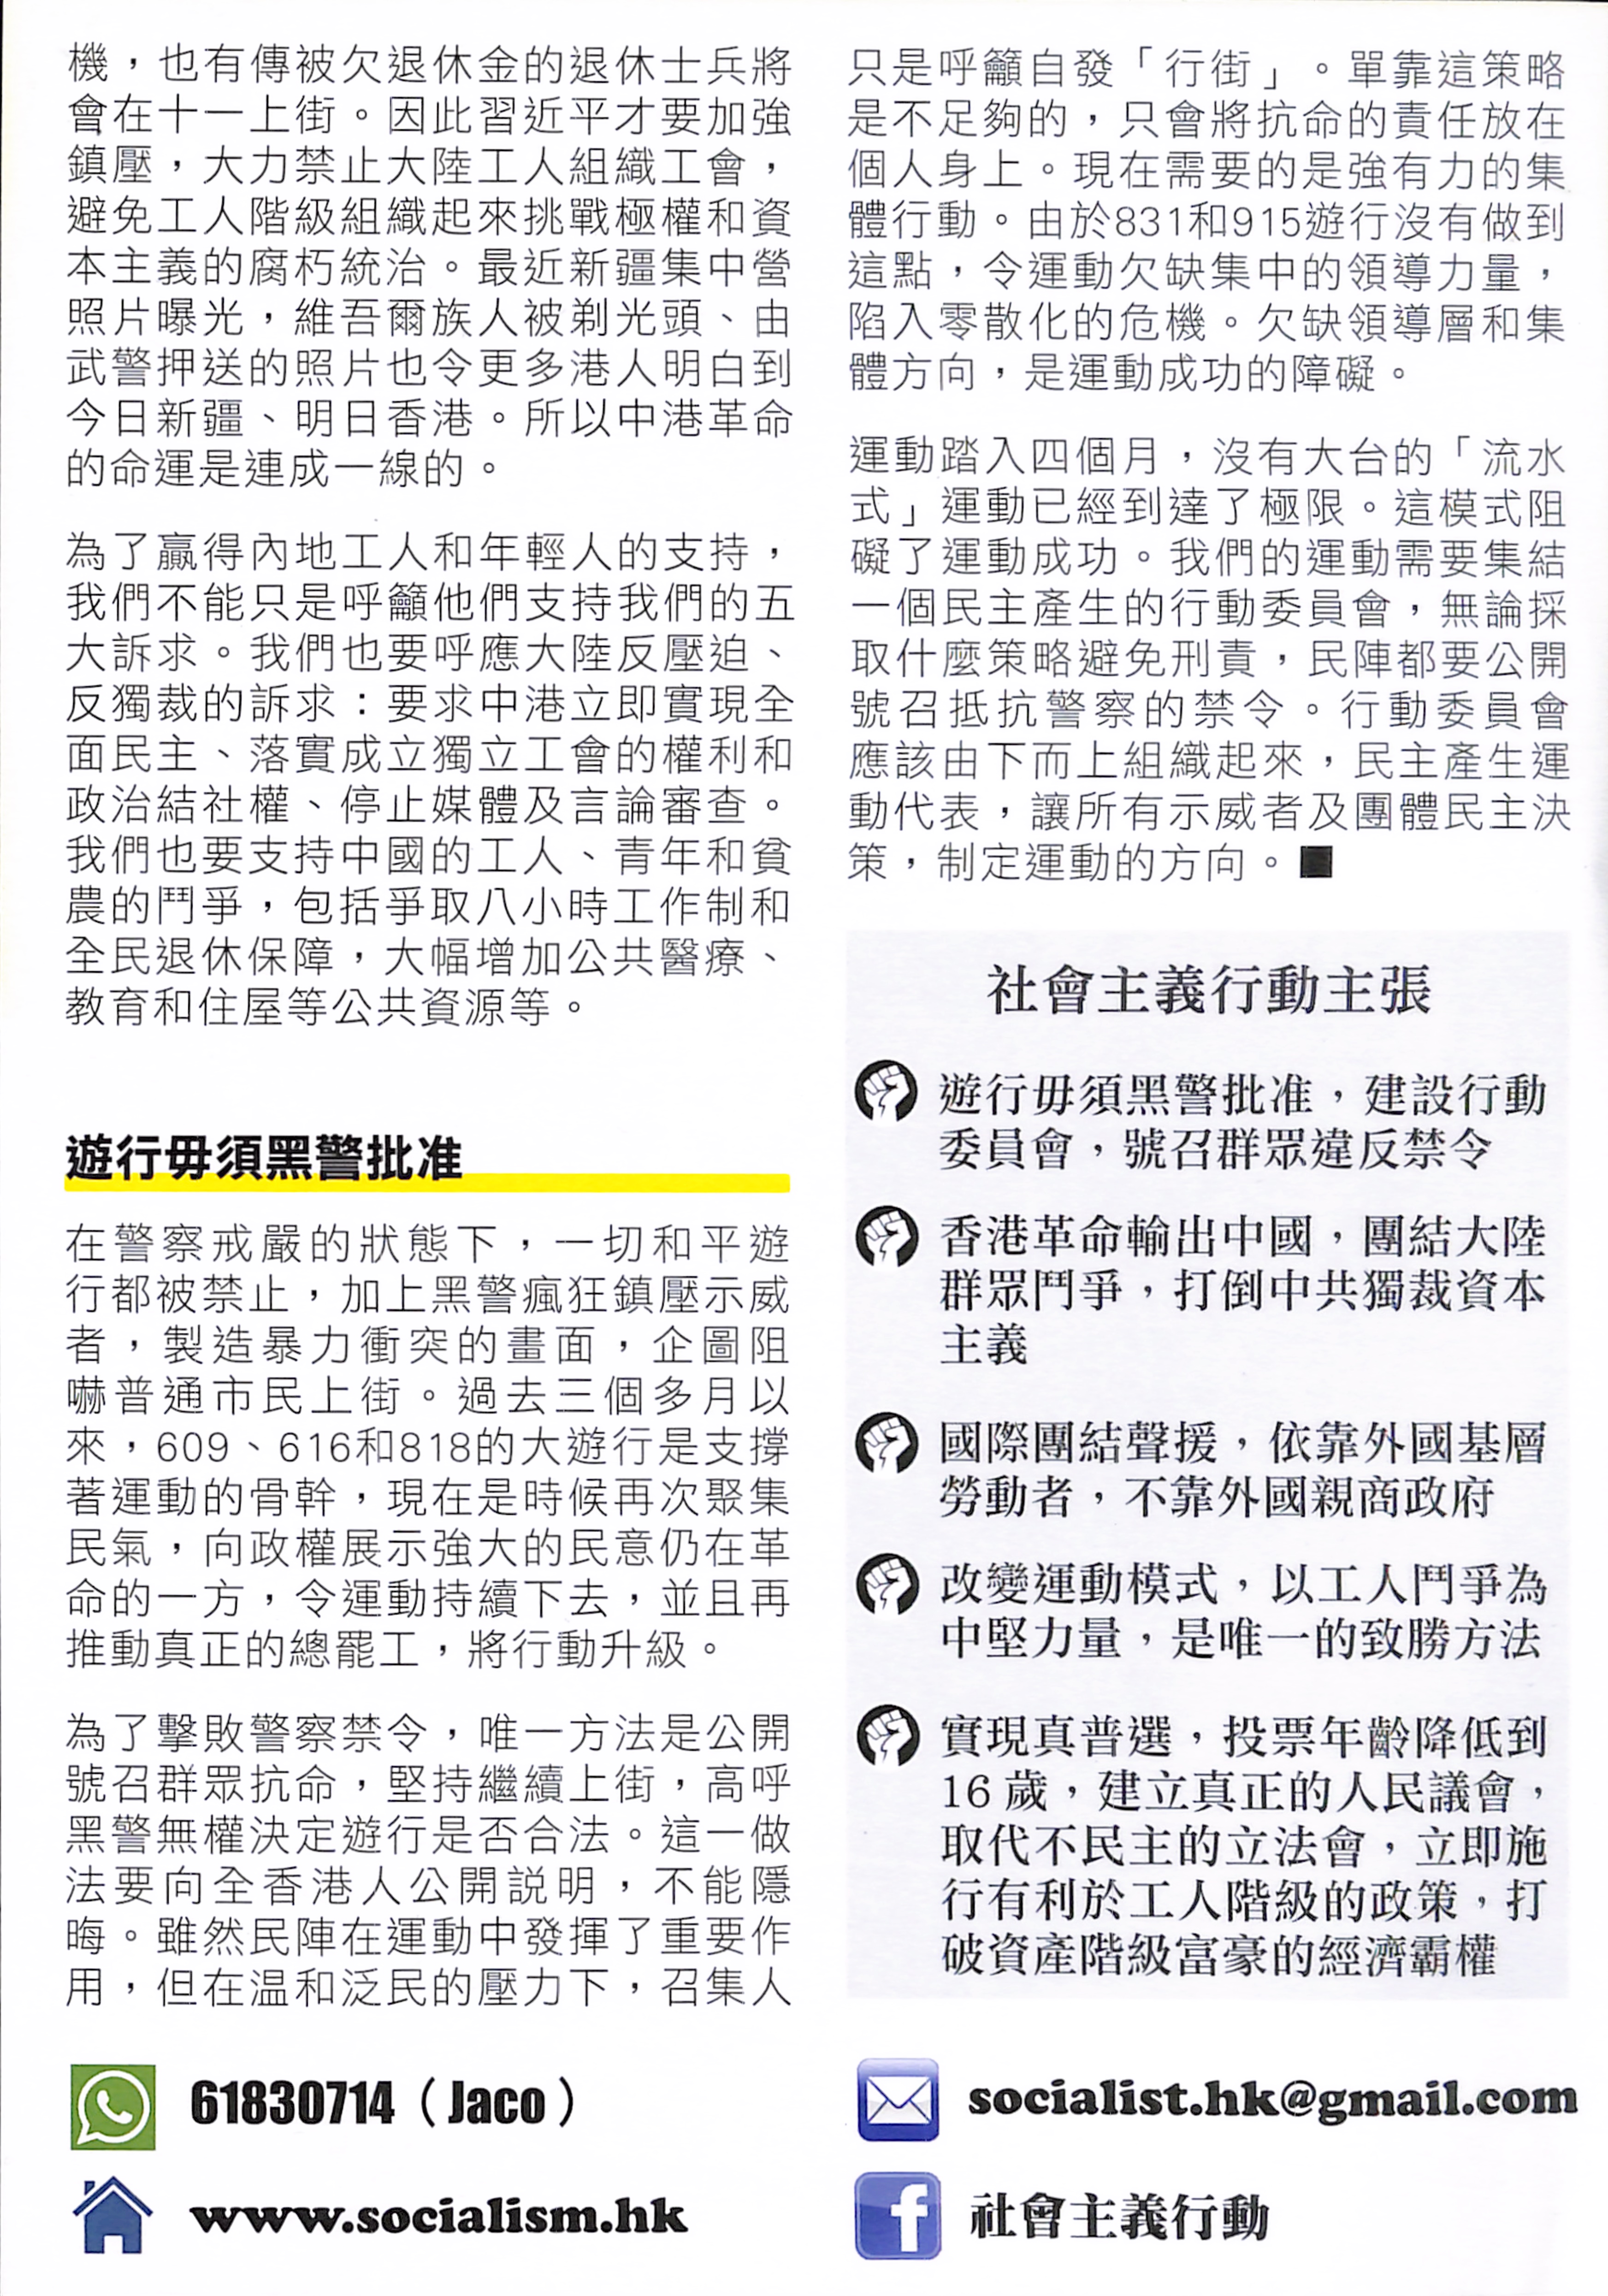 機，也有傳被欠退休金的退休士兵將
會在十一上街。因此習近平才要加強
鎮壓，大力禁止大陸工人組織工會，
避免工人階級組織起來挑戰極權和資
本主義的腐朽統治。最近新疆集中營
照片曝光，維吾爾族人被剃光頭、由
武警押送的照片也令更多港人明白到
今日新疆、明日香港。所以中港革命
的命運是連成一線的。
為了贏得內地工人和年輕人的支持，
我們不能只是呼籲他們支持我們的五
大訴求。我們也要呼應大陸反壓迫、
反獨裁的訴求：要求中港立即實現全
面民主、落實成立獨立工會的權利和
政治結社權、停止媒體及言論審查。
我們也要支持中國的工人、青年和貧
農的鬥爭，包括爭取八小時工作制和
全民退休保障，大幅增加公共醫療、
教育和住屋等公共資源等。
遊行毋須黑警批准
在警察戒嚴的狀態下，一切和平遊
行都被禁止，加上黑警瘋狂鎮壓示威
者，製造暴力衝突的畫面，企圖阻
嚇普通市民上街。過去三個多月以
來，609、616和818的大遊行是支撐
著運動的骨幹，現在是時候再次聚集
民氣，向政權展示強大的民意仍在革
命的一方，令運動持續下去，並且再
推動真正的總罷工，將行動升級。
為了擊敗警察禁令，唯一方法是公開
號召群眾抗命，堅持繼續上街，高呼
黑警無權決定遊行是否合法。這一做
法要向全香港人公開説明，不能隱
晦。雖然民陣在運動中發揮了重要作
用，但在温和泛民的壓力下，召集人
只是呼籲自發「行街」。單靠這策略
是不足夠的，只會將抗命的責任放在
個人身上。現在需要的是強有力的集
體行動。由於831和915遊行沒有做到
這點，令運動欠缺集中的領導力量，
陷入零散化的危機。欠缺領導層和集
體方向，是運動成功的障礙。
運動踏入四個月，沒有大台的「流水
式」運動已經到達了極限。這模式阻
礙了運動成功。我們的運動需要集結
一個民主產生的行動委員會，無論採
取什麼策略避免刑責，民陣都要公開
號召抵抗警察的禁令。行動委員會
應該由下而上組織起來，民主產生運
動代表，讓所有示威者及團體民主決
策，制定運動的方向。■
社會主義行動主張
遊行毋須黑警批准，建設行動
委員會，號召群眾違反禁令
香港革命輸出中國，團結大陸
群眾鬥爭，打倒中共獨裁資本
主義
國際團結聲援，依靠外國基層
勞動者，不靠外國親商政府
改變運動模式，以工人鬥爭為
中堅力量，是唯一的致勝方法
實現真普選，投票年齡降低到
16 歲，建立真正的人民議會，
取代不民主的立法會，立即施
行有利於工人階級的政策，打
破資產階級富豪的經濟霸權
61830714（Jaco）
www.socialism.hk
socialist.hk@gmail.com
社會主義行動